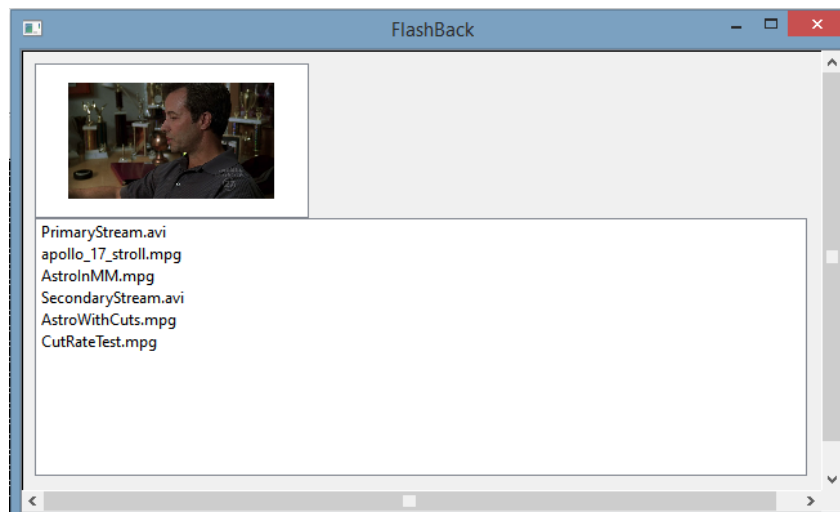 FlashBack
PrimaryStream.avi
apollo_17_stroll.mpg
AstroInMM.mpg
SecondaryStream.avi
AstroWithCuts.mpg
CutRateTest.mpg